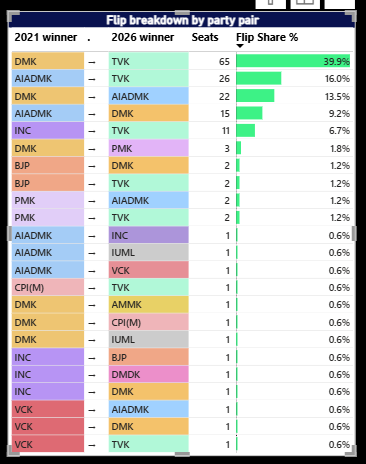 Flip breakdown by party pair
2021 winner . 2026 winner Seats Flip Share %
DMK → TVK 65 39.9%
AIADMK → TVK 26 16.0%
DMK → AIADMK 22 13.5%
AIADMK → DMK 15 9.2%
INC → TVK 11 6.7%
DMK → PMK 3 1.8%
BJP → DMK 2 1.2%
BJP → TVK 2 1.2%
PMK → AIADMK 2 1.2%
PMK → TVK 2 1.2%
AIADMK → INC 1 0.6%
AIADMK → IUML 1 0.6%
AIADMK → VCK 1 0.6%
CPI(M) → TVK 1 0.6%
DMK → AMMK 1 0.6%
DMK → CPI(M) 1 0.6%
DMK → IUML 1 0.6%
INC → BJP 1 0.6%
INC → DMDK 1 0.6%
INC → DMK 1 0.6%
VCK → AIADMK 1 0.6%
VCK → DMK 1 0.6%
VCK → TVK 1 0.6%